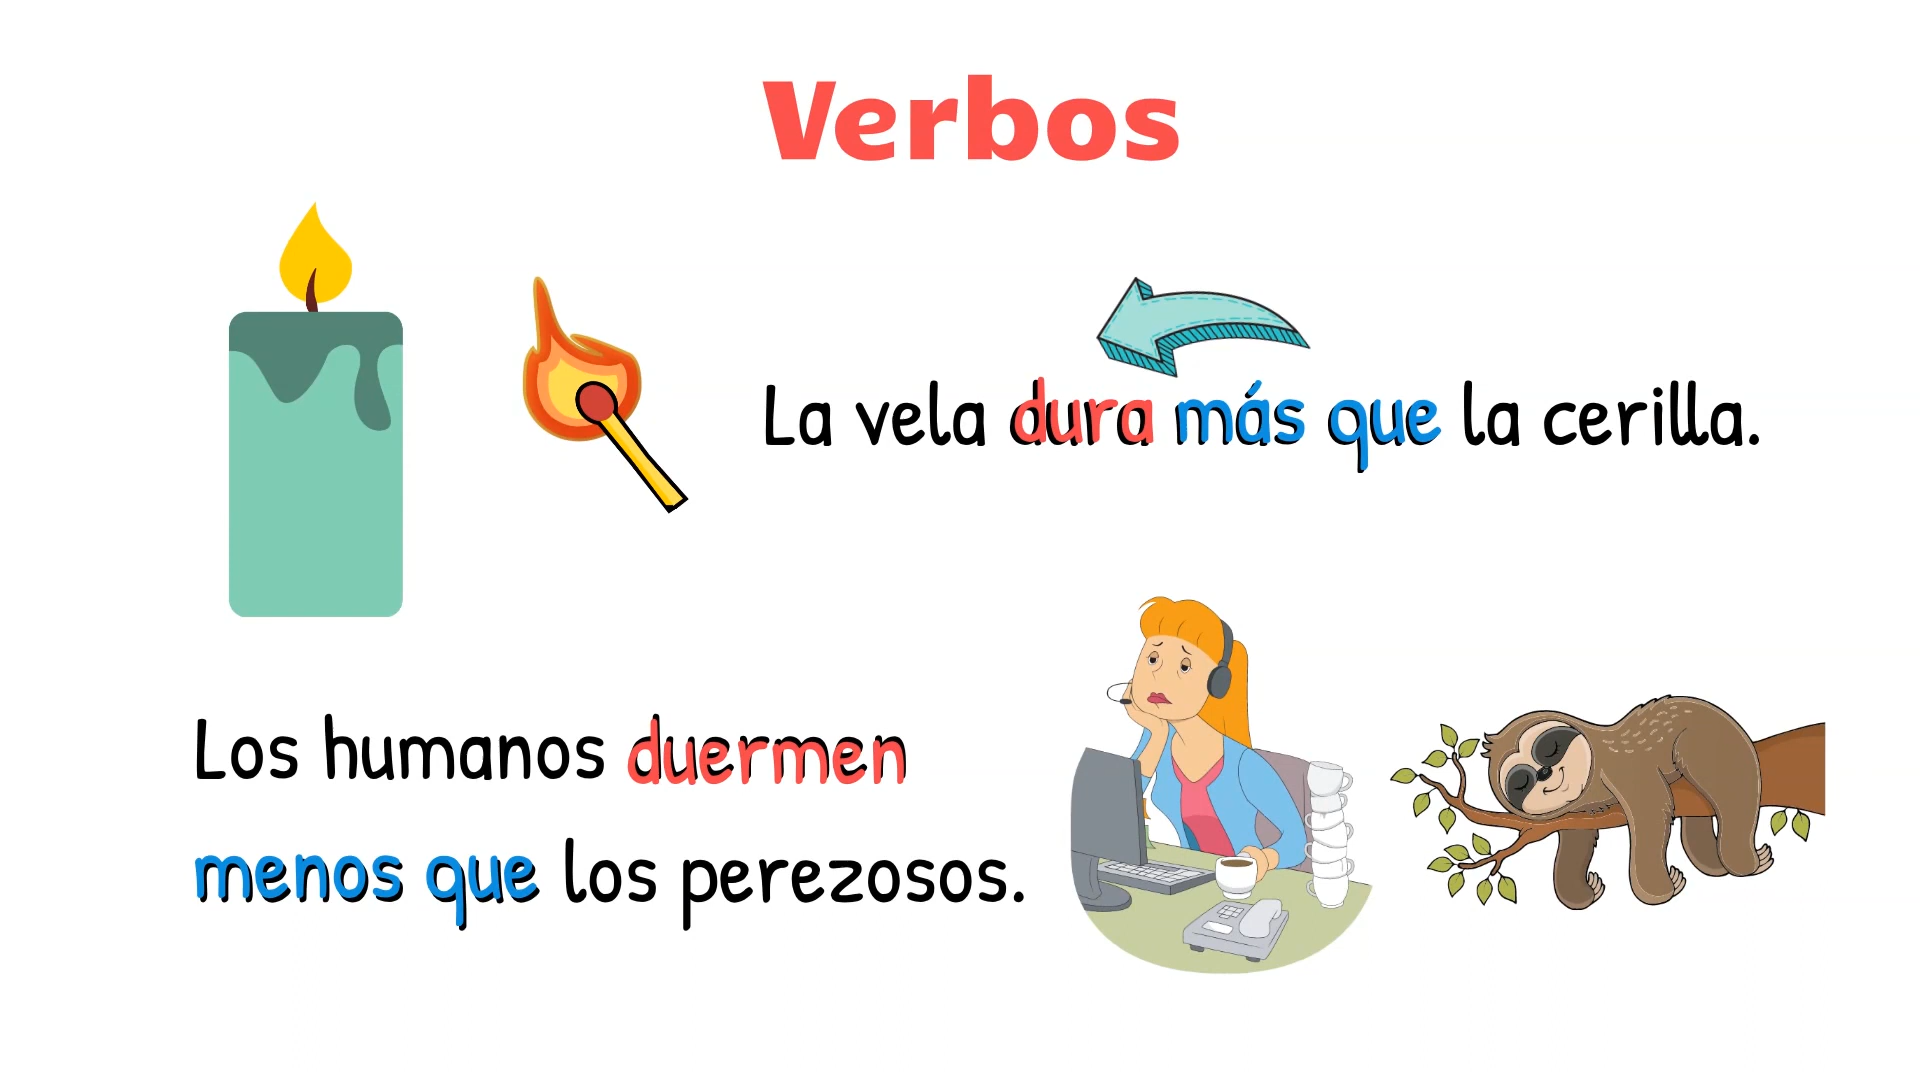 Verbos
La vela dura más que la cerilla.
Los humanos duermen
menos que los perezosos.